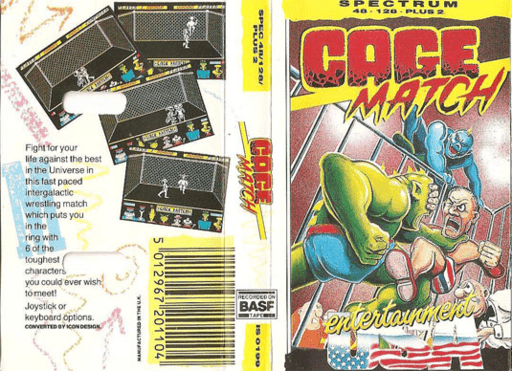 Fight for your
life against the best
in the Universe in
this fast paced
intergalactic
wrestling match
which puts you
in the
ring with
6 of the
toughest
characters
you could ever wish
to meet!
Joystick or
keyboard options.
CONVERTED BY ICON DESIGN.
MANUFACTURED IN THE U.K.
5 012967 201104
SPEC 48/128/
PLUS 2
CAGE
MATCH
RECORDED ON
BASF
TAPE
IS 0199
SPECTRUM
48 · 128 · PLUS 2
CAGE
MATCH
entertainment
USA